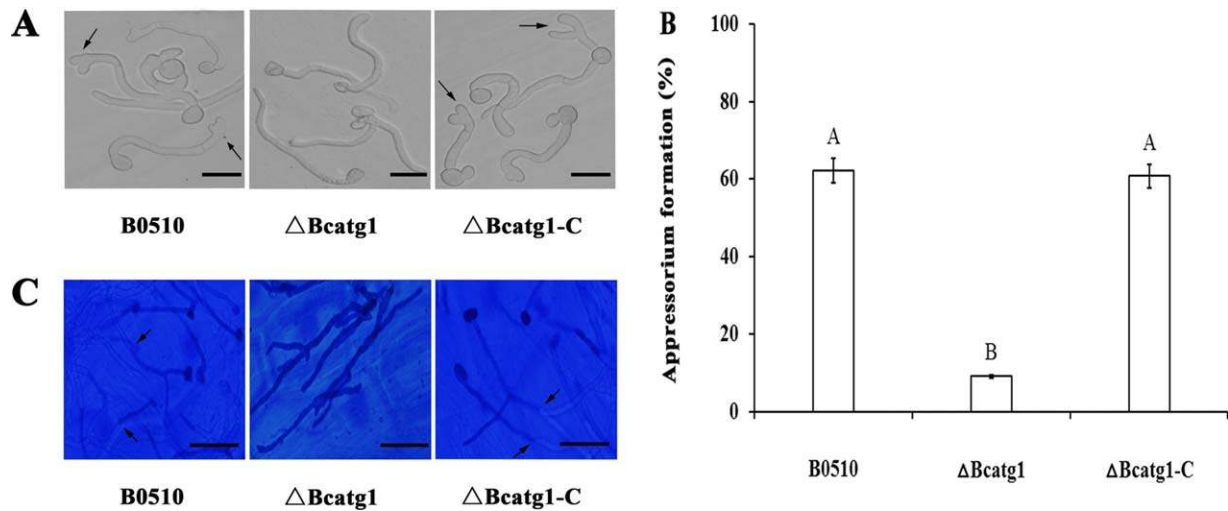 A
B0510
△Bcatg1
△Bcatg1-C
C
B0510
△Bcatg1
△Bcatg1-C
B
Appressorium formation (%)
100
80
60
40
20
0
A
B
A
B0510
ΔBcatg1
ΔBcatg1-C